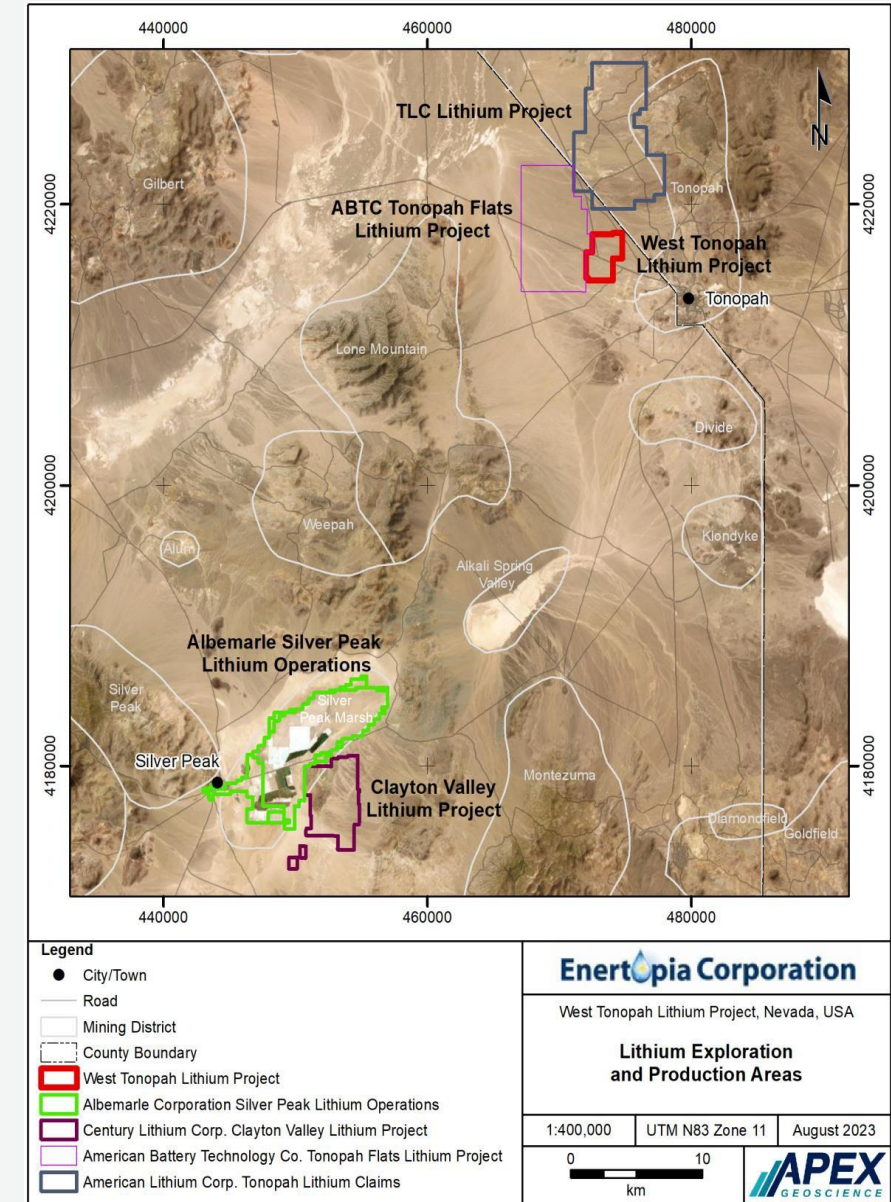 440000
460000
480000
TLC Lithium Project
N
Gilbert
Tonopah
4220000
4220000
ABTC Tonopah Flats
Lithium Project
West Tonopah
Lithium Project
Tonopah
Lone Mountain
Divide
4200000
4200000
Weepah
Klondyke
Alum
Alkali Spring
Valley
Albemarle Silver Peak
Lithium Operations
Silver
Peak
Silver
Peak Marsh
Silver Peak
4180000
4180000
Clayton Valley
Lithium Project
Montezuma
Diamondfield
Goldfield
440000
460000
480000
Legend
City/Town
Road
Mining District
County Boundary
West Tonopah Lithium Project
Albemarle Corporation Silver Peak Lithium Operations
Century Lithium Corp. Clayton Valley Lithium Project
American Battery Technology Co. Tonopah Flats Lithium Project
American Lithium Corp. Tonopah Lithium Claims
Enertopia Corporation
West Tonopah Lithium Project, Nevada, USA
Lithium Exploration
and Production Areas
1:400,000
UTM N83 Zone 11
August 2023
0
10
km
APEX
GEOSCIENCE